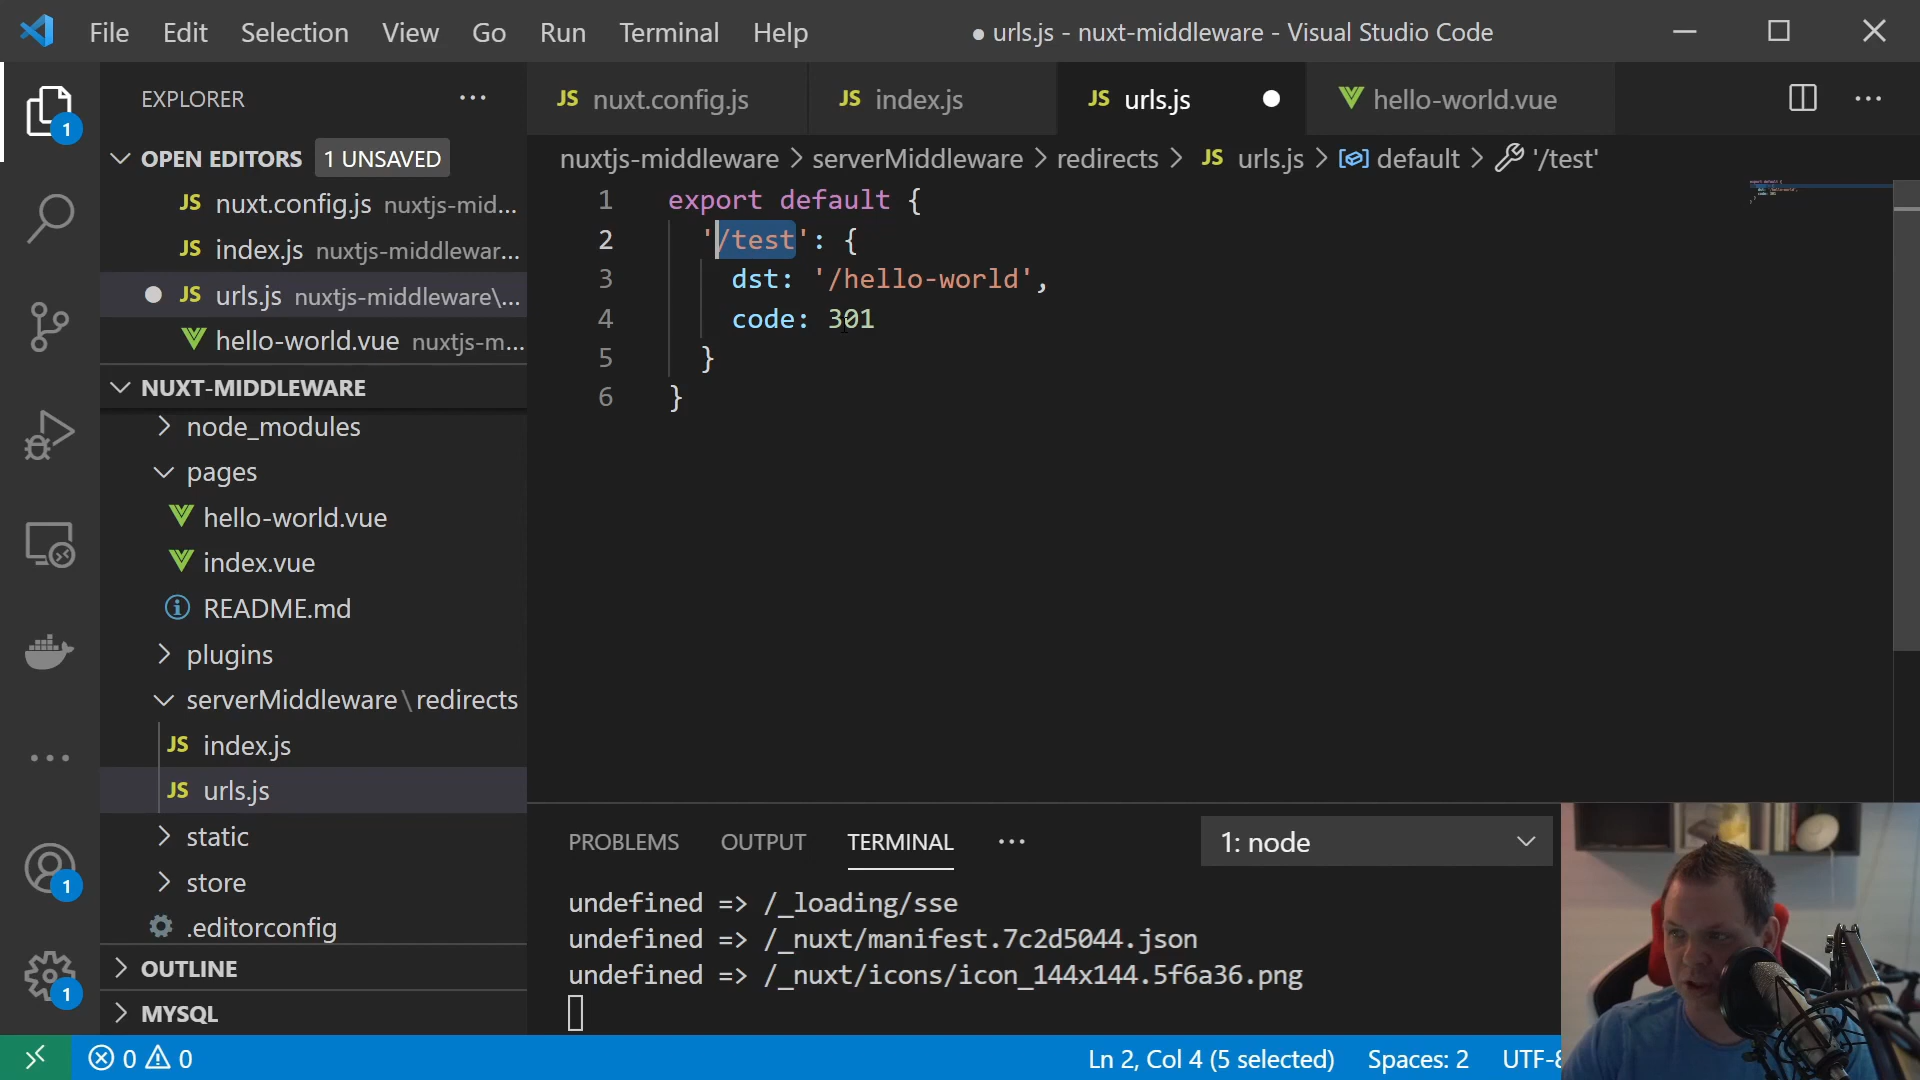 File Edit Selection View Go Run Terminal Help ● urls.js - nuxt-middleware - Visual Studio Code
EXPLORER
1
OPEN EDITORS 1 UNSAVED
JS nuxt.config.js nuxtjs-mid...
JS index.js nuxtjs-middlewar...
● JS urls.js nuxtjs-middleware\...
hello-world.vue nuxtjs-m...
NUXT-MIDDLEWARE
node_modules
pages
hello-world.vue
index.vue
README.md
plugins
serverMiddleware\redirects
JS index.js
JS urls.js
static
store
.editorconfig
OUTLINE
MYSQL
1
1
JS nuxt.config.js JS index.js JS urls.js hello-world.vue
nuxtjs-middleware > serverMiddleware > redirects > JS urls.js > default > '/test'
1 export default {
2 '/test': {
3 dst: '/hello-world',
4 code: 301
5 }
6 }
PROBLEMS OUTPUT TERMINAL ... 1: node
undefined => /_loading/sse
undefined => /_nuxt/manifest.7c2d5044.json
undefined => /_nuxt/icons/icon_144x144.5f6a36.png
0 0 Ln 2, Col 4 (5 selected) Spaces: 2 UTF-8